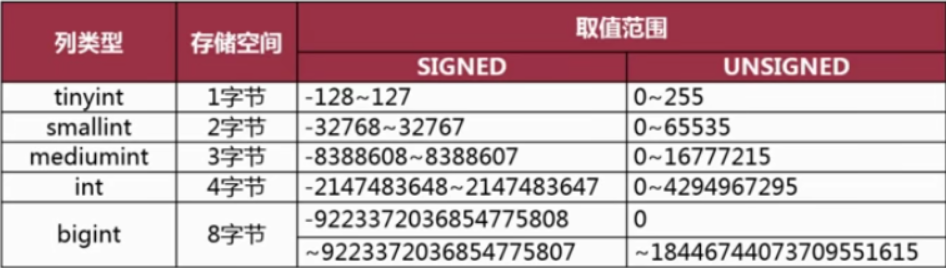 列类型 存储空间 取值范围
SIGNED UNSIGNED
tinyint 1字节 -128~127 0~255
smallint 2字节 -32768~32767 0~65535
mediumint 3字节 -8388608~8388607 0~16777215
int 4字节 -2147483648~2147483647 0~4294967295
bigint 8字节 -9223372036854775808 0
~9223372036854775807 ~18446744073709551615